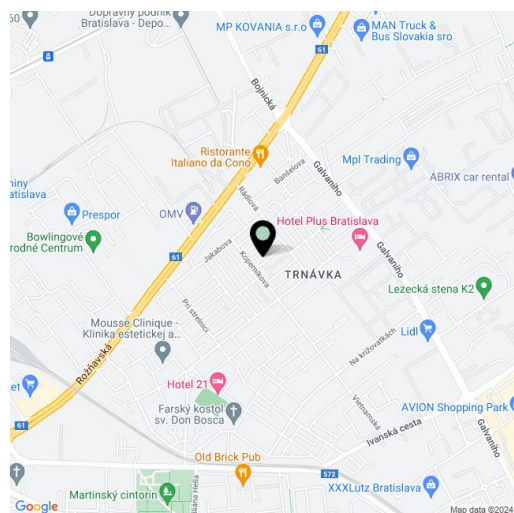 Dopravný podnik
Bratislava - Depo...
60
MP KOVANIA s.r.o
MAN Truck &
Bus Slovakia sro
61
Bojnická
Ristorante
Italiano da Cono
Banšelova
Galvaniho
Mpl Trading
ABRIX car rental
Rádiová
OMV
Prespor
Bowlingové
rodné Centrum
Hotel Plus Bratislava
Jakabova
Kopernikova
61
TRNÁVKA
Galvaniho
Lezecká stena K2
Pri strelnici
Mousse Clinique -
Klinika estetickej a...
Na križovatkách
Lidl
Rožňavská
Hotel 21
Farský kostol
sv. Don Bosca
Vietnamská
AVION Shopping Park
Ivanská cesta
Galvaniho
61
Old Brick Pub
572
Martinský cintorín
XXXLutz Bratislava
Google
Map data ©2024